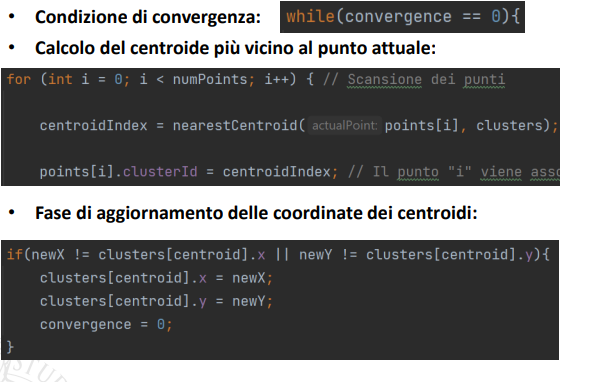 • Condizione di convergenza: while(convergence == 0){
• Calcolo del centroide più vicino al punto attuale:
for (int i = 0; i < numPoints; i++) { // Scansione dei punti
centroidIndex = nearestCentroid( actualPoint: points[i], clusters);
points[i].clusterId = centroidIndex; // Il punto "i" viene
• Fase di aggiornamento delle coordinate dei centroidi:
if(newX != clusters[centroid].x || newY != clusters[centroid].y){
clusters[centroid].x = newX;
clusters[centroid].y = newY;
convergence = 0;
}